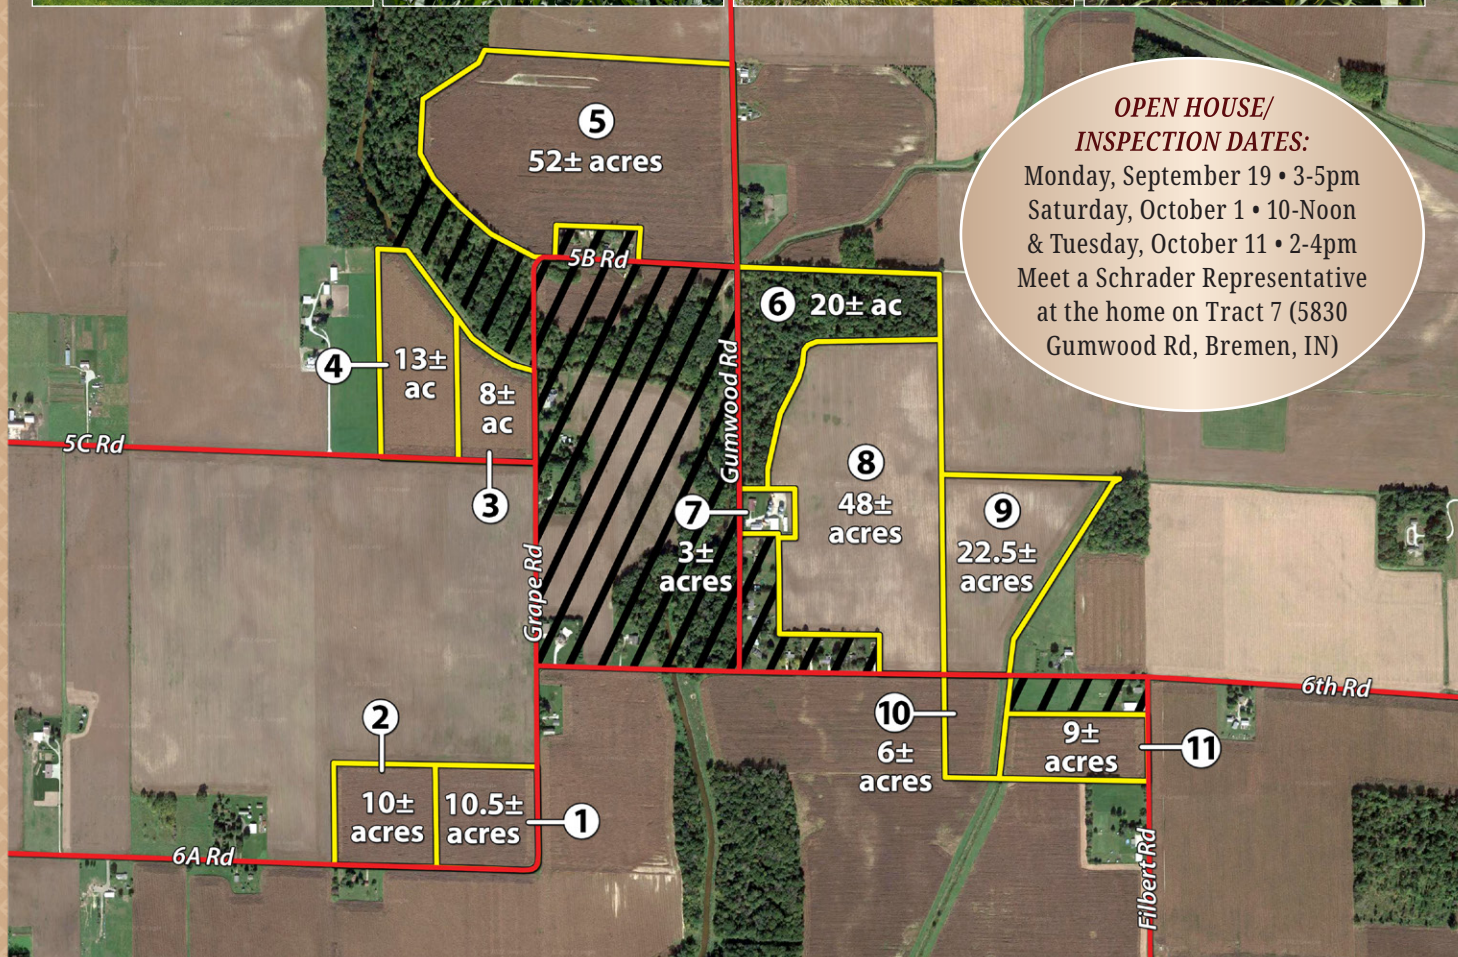 OPEN HOUSE/
INSPECTION DATES:
Monday, September 19 • 3-5pm
Saturday, October 1 • 10-Noon
& Tuesday, October 11 • 2-4pm
Meet a Schrader Representative
at the home on Tract 7 (5830
Gumwood Rd, Bremen, IN)
5
52± acres
5B Rd
6
20± ac
4
13±
ac
8±
ac
3
5C Rd
Gumwood Rd
8
48±
acres
7
3±
acres
9
22.5±
acres
Grape Rd
6th Rd
10
6±
acres
9±
acres
11
2
10±
acres
10.5±
acres
1
6A Rd
Filbert Rd